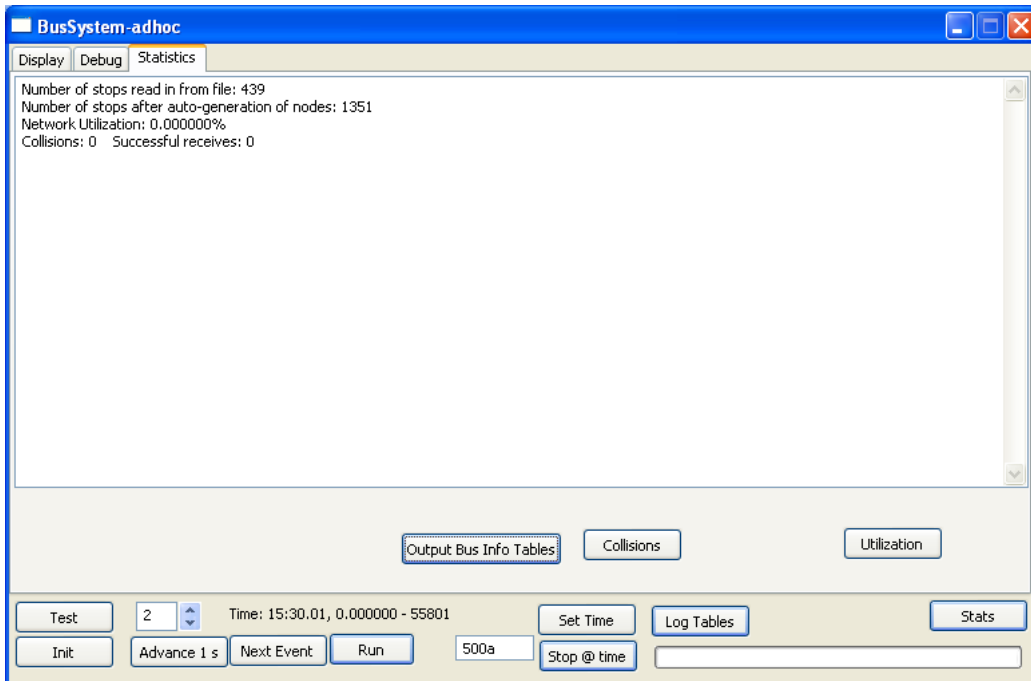 BusSystem-adhoc
Display Debug Statistics
Number of stops read in from file: 439
Number of stops after auto-generation of nodes: 1351
Network Utilization: 0.000000%
Collisions: 0 Successful receives: 0
Output Bus Info Tables Collisions Utilization
Test 2 Time: 15:30.01, 0.000000 - 55801 Set Time Log Tables Stats
Init Advance 1 s Next Event Run 500a Stop @ time